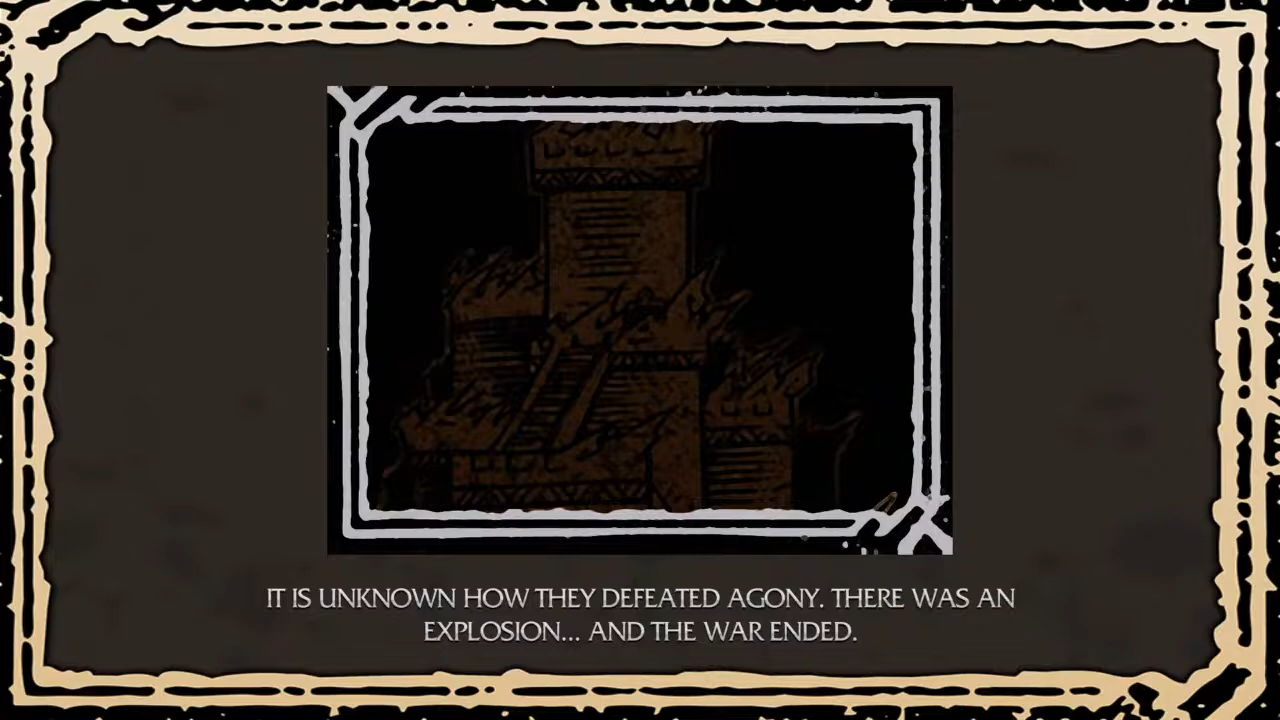 IT IS UNKNOWN HOW THEY DEFEATED AGONY. THERE WAS AN
EXPLOSION... AND THE WAR ENDED.